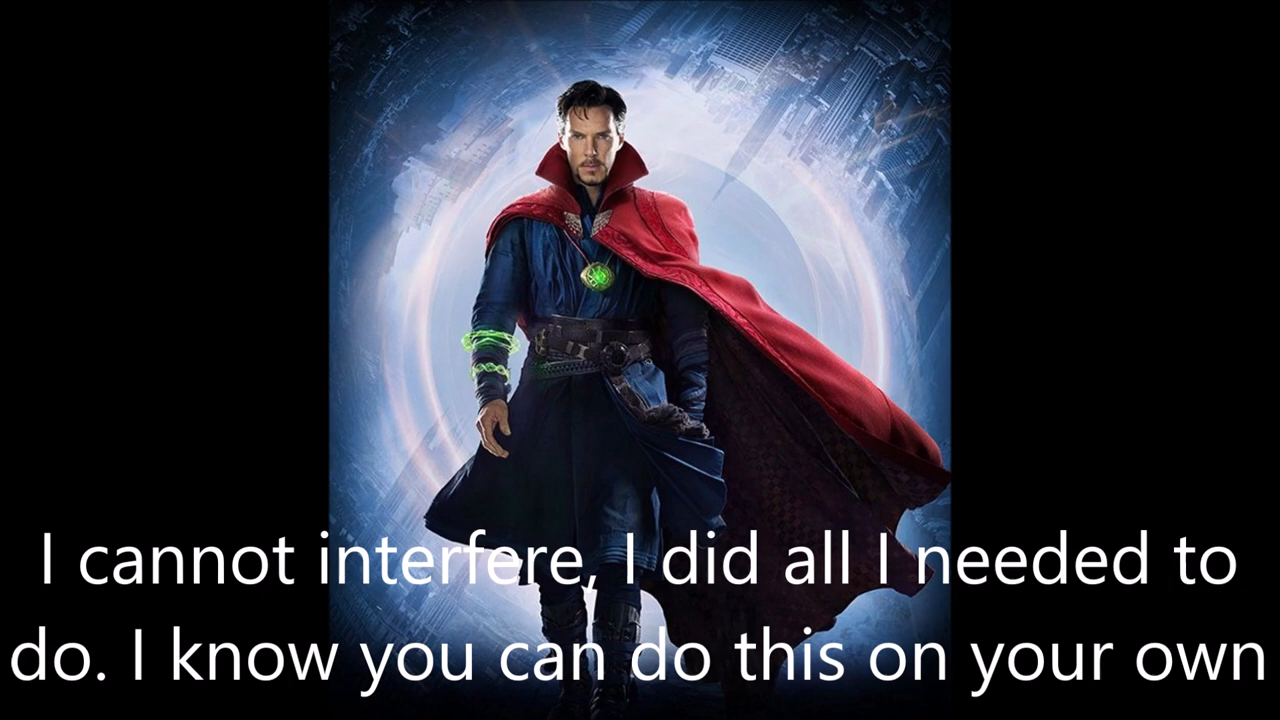 I cannot interfere, I did all I needed to
do. I know you can do this on your own